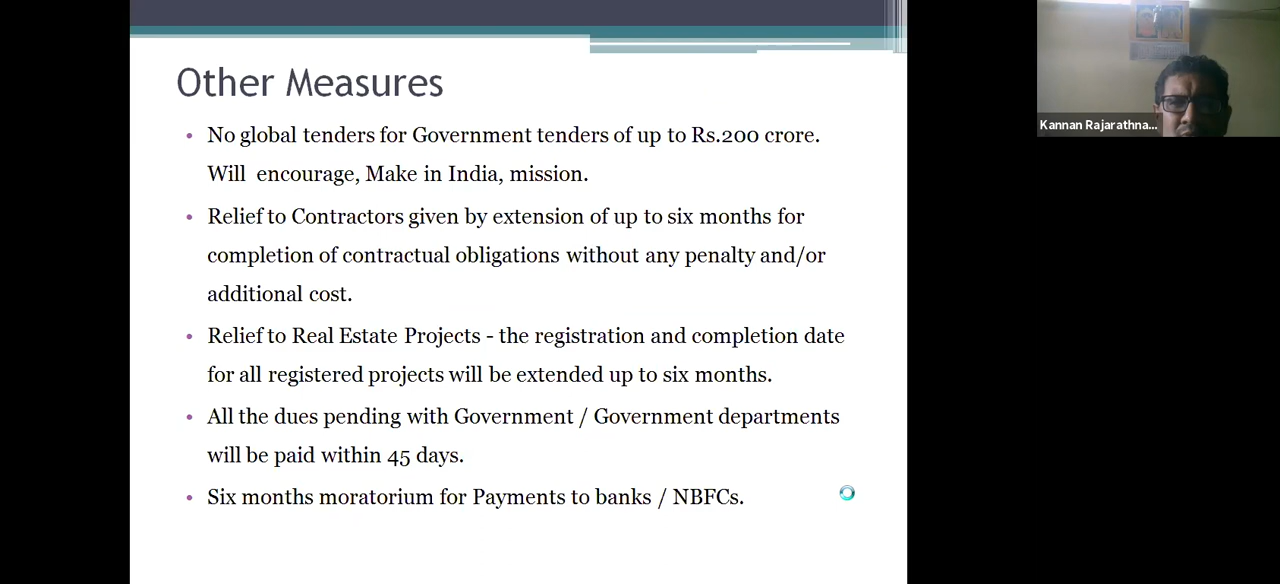 Other Measures
• No global tenders for Government tenders of up to Rs.200 crore.
Will encourage, Make in India, mission.
• Relief to Contractors given by extension of up to six months for
completion of contractual obligations without any penalty and/or
additional cost.
• Relief to Real Estate Projects - the registration and completion date
for all registered projects will be extended up to six months.
• All the dues pending with Government / Government departments
will be paid within 45 days.
• Six months moratorium for Payments to banks / NBFCs.
Kannan Rajarathna...